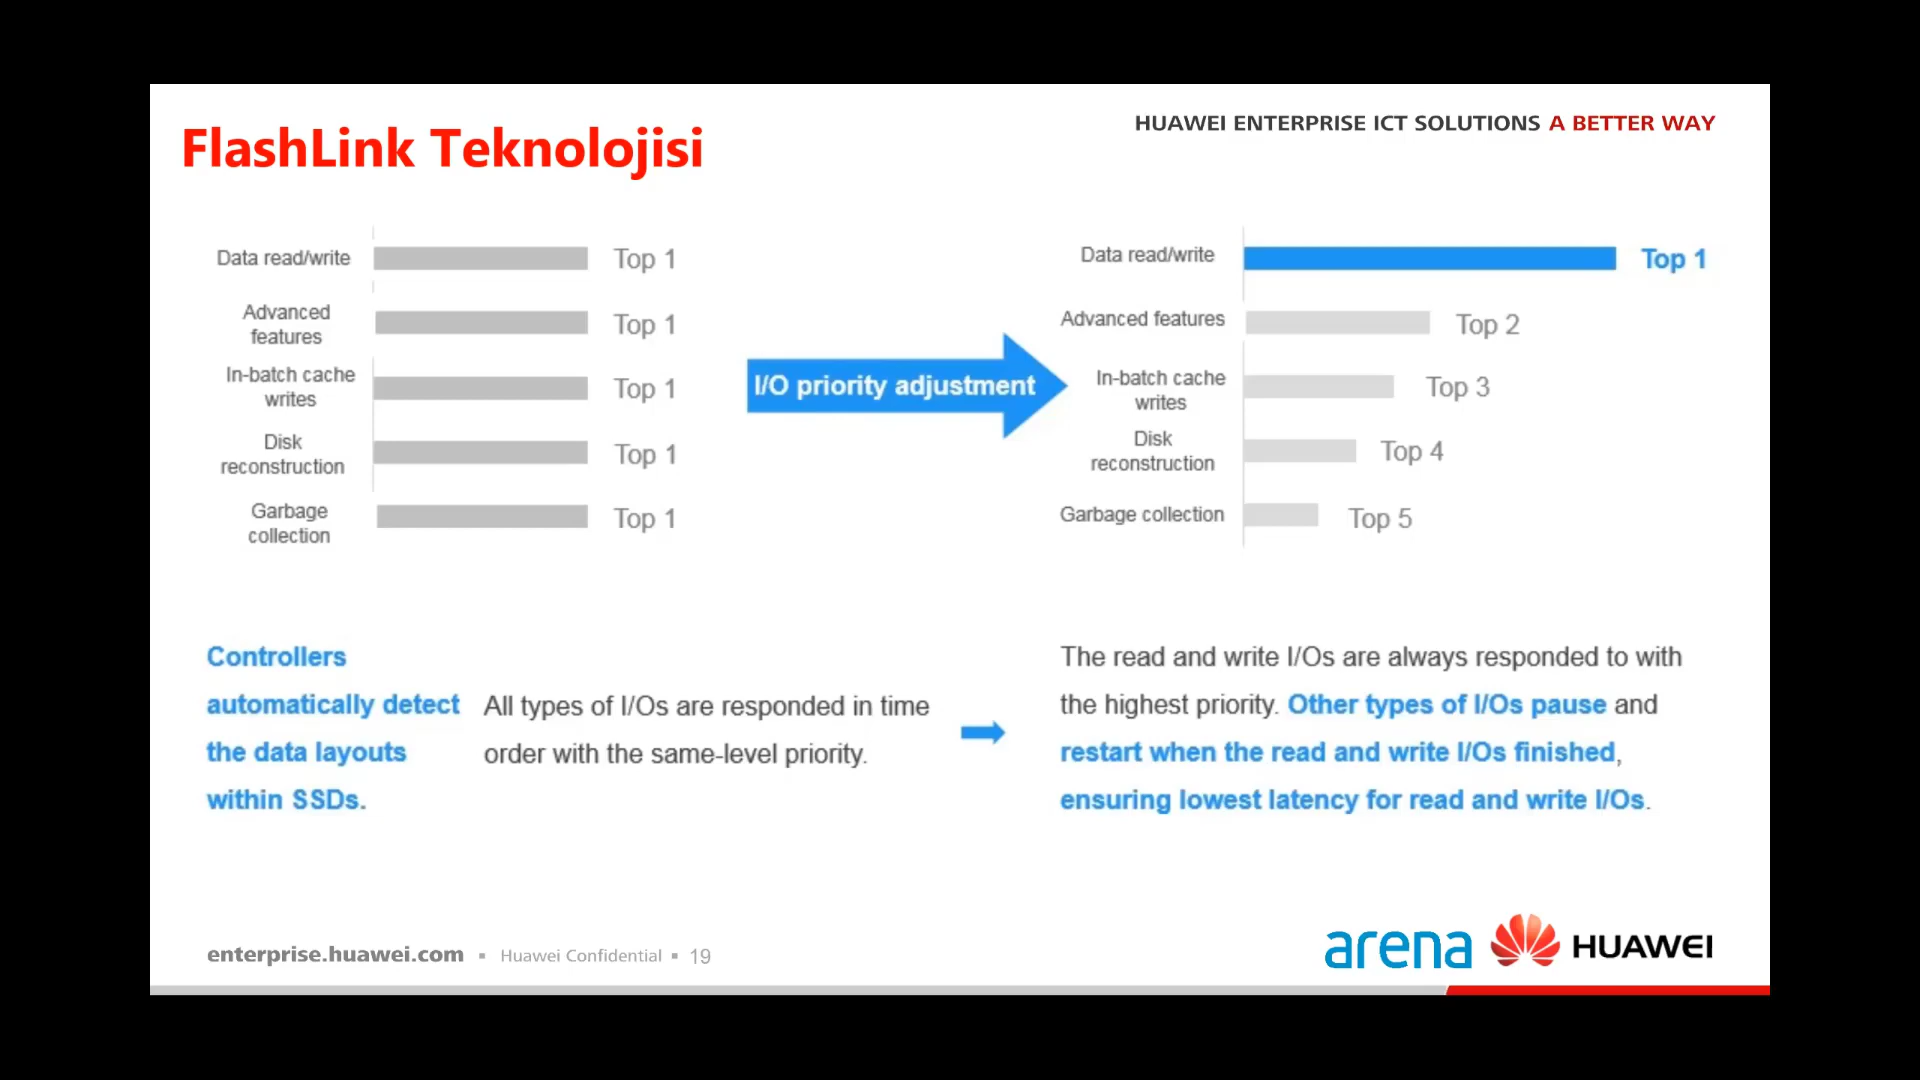 HUAWEI ENTERPRISE ICT SOLUTIONS A BETTER WAY
FlashLink Teknolojisi
Data read/write
Top 1
Advanced
features
Top 1
In-batch cache
writes
Top 1
Disk
reconstruction
Top 1
Garbage
collection
Top 1
I/O priority adjustment
Data read/write
Top 1
Advanced features
Top 2
In-batch cache
writes
Top 3
Disk
reconstruction
Top 4
Garbage collection
Top 5
Controllers
automatically detect
the data layouts
within SSDs.
All types of I/Os are responded in time
order with the same-level priority.
The read and write I/Os are always responded to with
the highest priority. Other types of I/Os pause and
restart when the read and write I/Os finished,
ensuring lowest latency for read and write I/Os.
enterprise.huawei.com ▪ Huawei Confidential ▪ 19
arena
HUAWEI